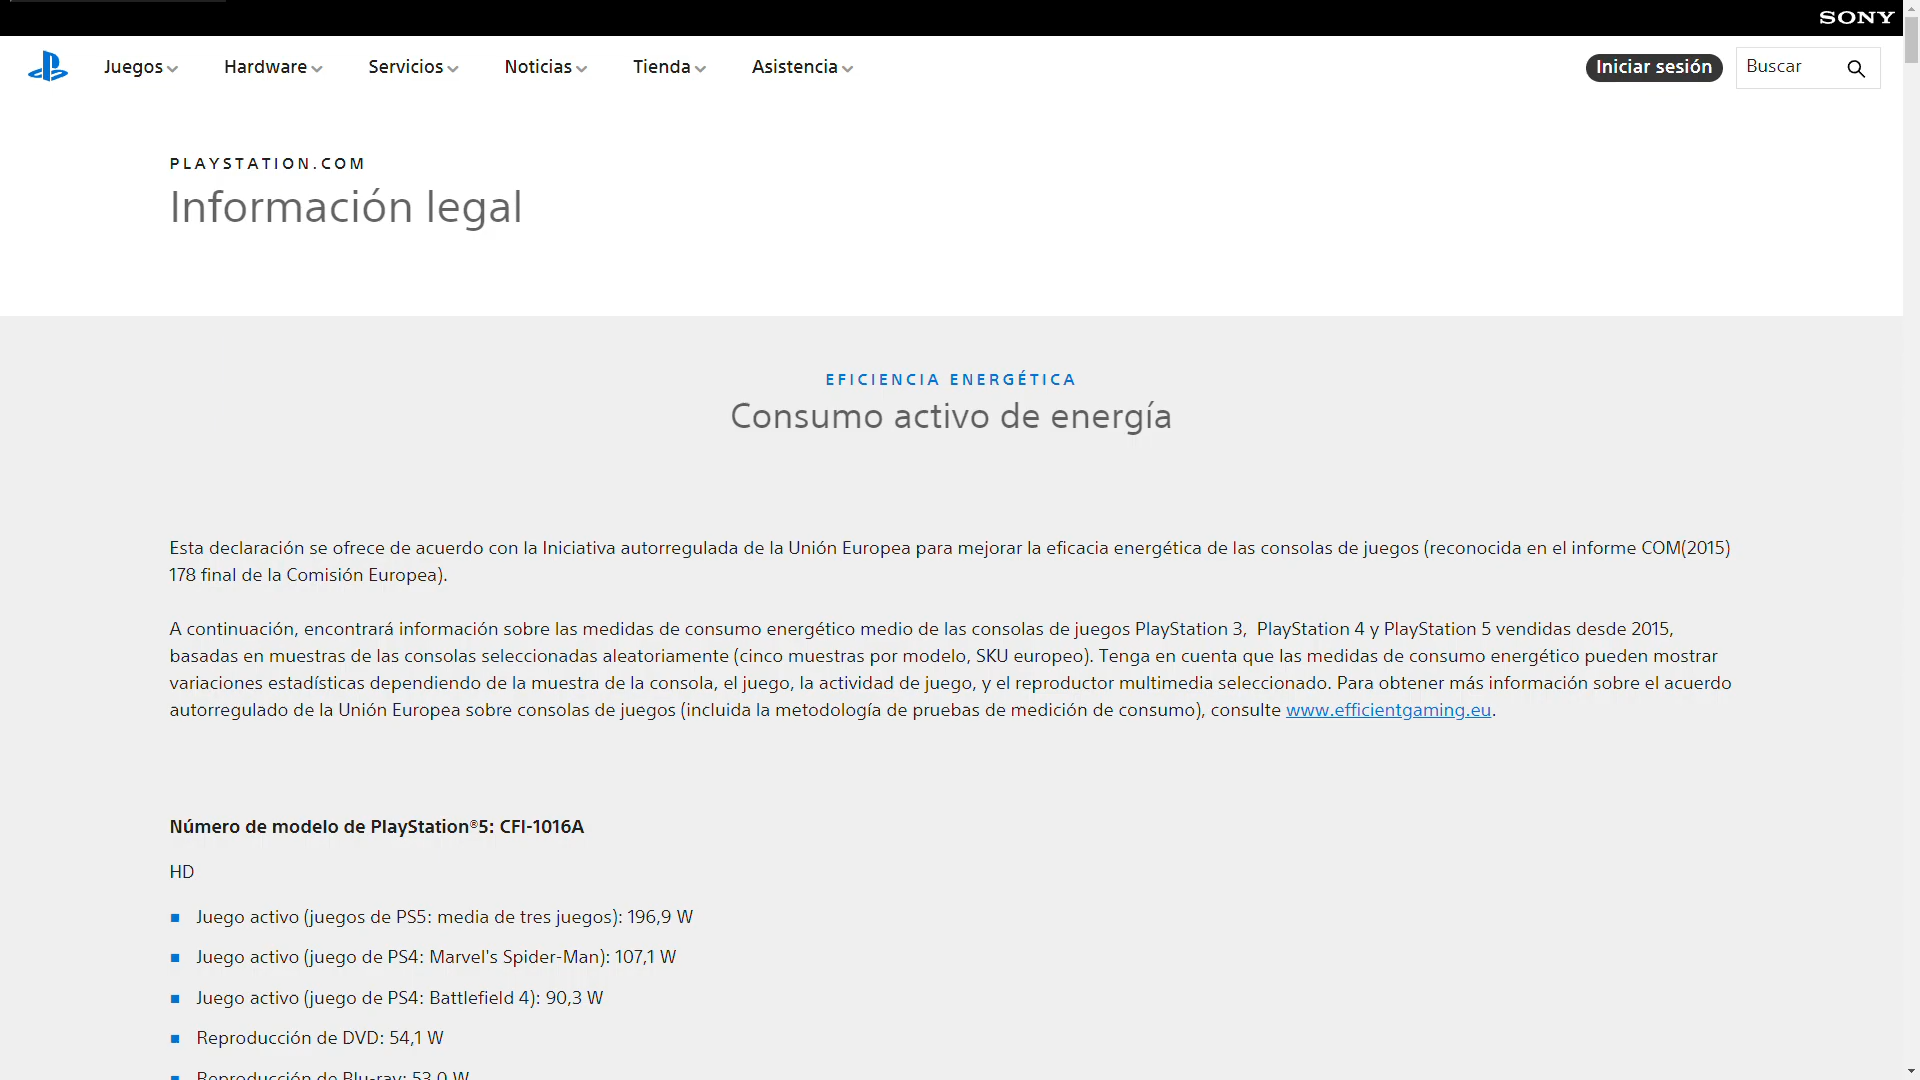 SONY
Juegos Hardware Servicios Noticias Tienda Asistencia Iniciar sesión Buscar
PLAYSTATION.COM
Información legal
EFICIENCIA ENERGÉTICA
Consumo activo de energía
Esta declaración se ofrece de acuerdo con la Iniciativa autorregulada de la Unión Europea para mejorar la eficacia energética de las consolas de juegos (reconocida en el informe COM(2015)
178 final de la Comisión Europea).
A continuación, encontrará información sobre las medidas de consumo energético medio de las consolas de juegos PlayStation 3,  PlayStation 4 y PlayStation 5 vendidas desde 2015,
basadas en muestras de las consolas seleccionadas aleatoriamente (cinco muestras por modelo, SKU europeo). Tenga en cuenta que las medidas de consumo energético pueden mostrar
variaciones estadísticas dependiendo de la muestra de la consola, el juego, la actividad de juego, y el reproductor multimedia seleccionado. Para obtener más información sobre el acuerdo
autorregulado de la Unión Europea sobre consolas de juegos (incluida la metodología de pruebas de medición de consumo), consulte www.efficientgaming.eu.
Número de modelo de PlayStation®5: CFI-1016A
HD
Juego activo (juegos de PS5: media de tres juegos): 196,9 W
Juego activo (juego de PS4: Marvel's Spider-Man): 107,1 W
Juego activo (juego de PS4: Battlefield 4): 90,3 W
Reproducción de DVD: 54,1 W
Reproducción de Blu-ray: 53,0 W